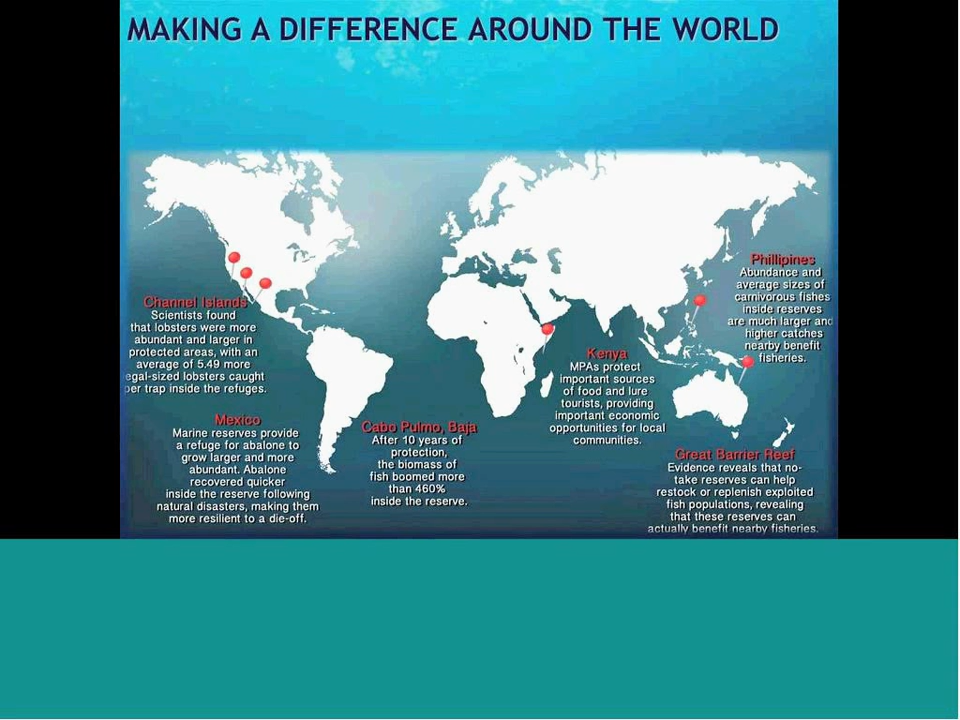 MAKING A DIFFERENCE AROUND THE WORLD
Channel Islands
Scientists found
that lobsters were more
abundant and larger in
protected areas, with an
average of 5.49 more
egal-sized lobsters caught
per trap inside the refuges.
Mexico
Marine reserves provide
a refuge for abalone to
grow larger and more
abundant. Abalone
recovered quicker
inside the reserve following
natural disasters, making them
more resilient to a die-off.
Cabo Pulmo, Baja
After 10 years of
protection,
the biomass of
fish boomed more
than 460%
inside the reserve.
Kenya
MPAs protect
important sources
of food and lure
tourists, providing
important economic
opportunities for local
communities.
Phillipines
Abundance and
average sizes of
carnivorous fishes
inside reserves
are much larger and
higher catches
nearby benefit
fisheries.
Great Barrier Reef
Evidence reveals that no-
take reserves can help
restock or replenish exploited
fish populations, revealing
that these reserves can
actually benefit nearby fisheries.